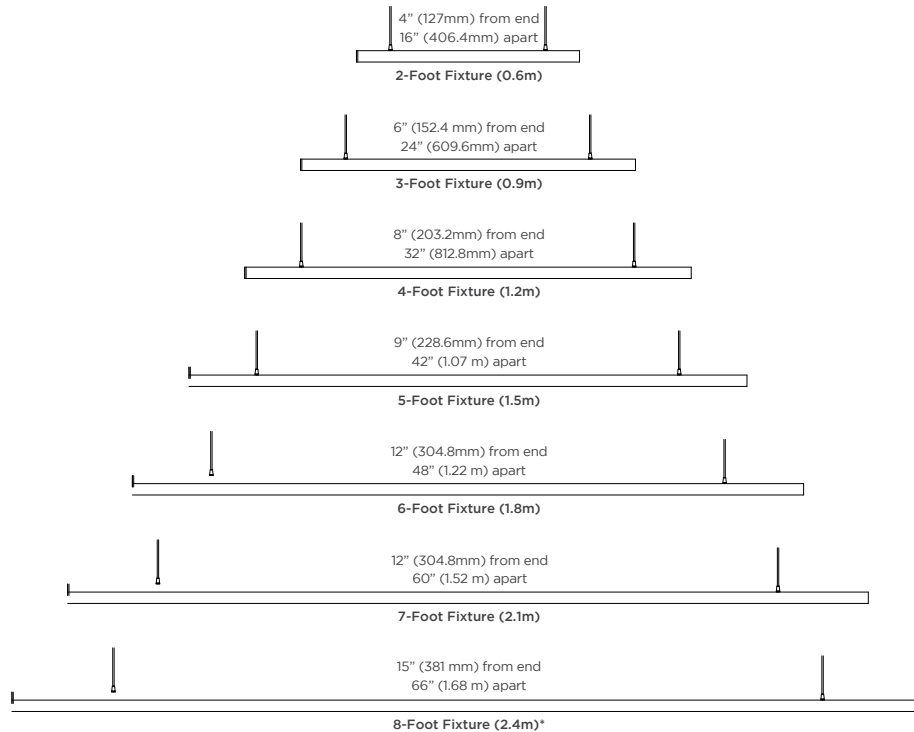 4” (127mm) from end
16” (406.4mm) apart
2-Foot Fixture (0.6m)
6” (152.4 mm) from end
24” (609.6mm) apart
3-Foot Fixture (0.9m)
8” (203.2mm) from end
32” (812.8mm) apart
4-Foot Fixture (1.2m)
9” (228.6mm) from end
42” (1.07 m) apart
5-Foot Fixture (1.5m)
12” (304.8mm) from end
48” (1.22 m) apart
6-Foot Fixture (1.8m)
12” (304.8mm) from end
60” (1.52 m) apart
7-Foot Fixture (2.1m)
15” (381 mm) from end
66” (1.68 m) apart
8-Foot Fixture (2.4m)*